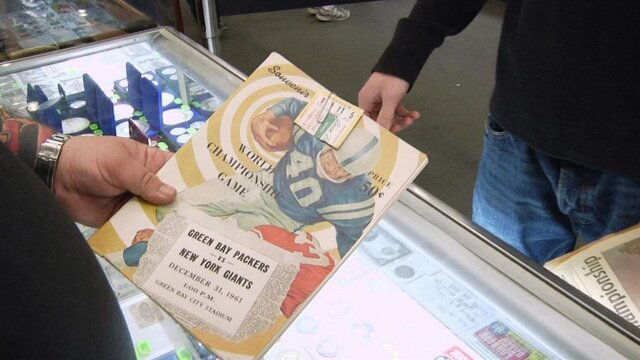 Souvenir
WORLD
CHAMPIONSHIP
GAME
PRICE
50¢
40
GREEN BAY PACKERS
-VS-
NEW YORK GIANTS
DECEMBER 31, 1961
1:00 P.M.
GREEN BAY CITY STADIUM
hampionship